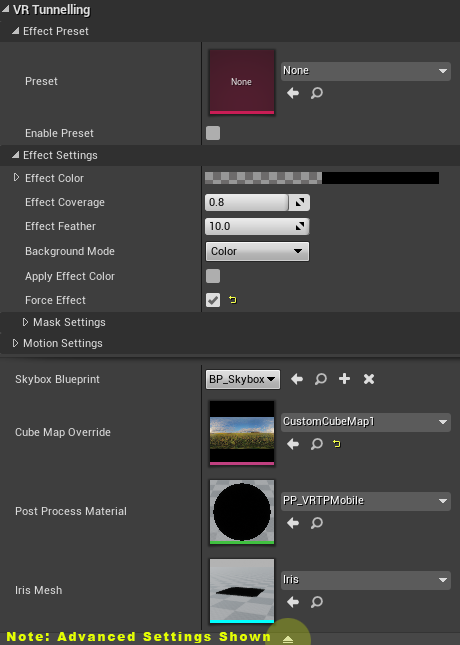 VR Tunnelling
Effect Preset
Preset
None
None
Enable Preset
Effect Settings
Effect Color
Effect Coverage
0.8
Effect Feather
10.0
Background Mode
Color
Apply Effect Color
Force Effect
Mask Settings
Motion Settings
Skybox Blueprint
BP_Skybox
Cube Map Override
CustomCubeMap1
Post Process Material
PP_VRTPMobile
Iris Mesh
Iris
Note: Advanced Settings Shown